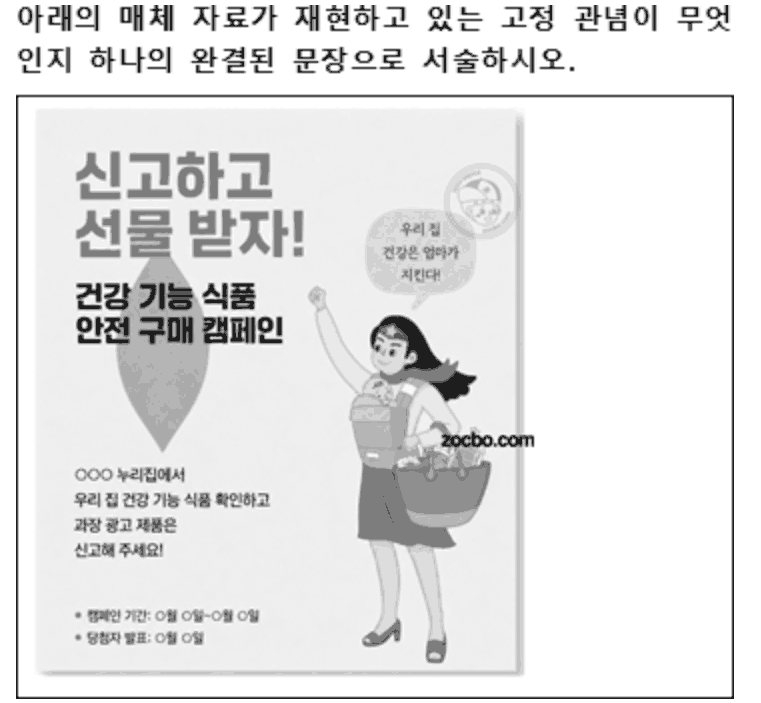 아래의 매체 자료가 재현하고 있는 고정 관념이 무엇
인지 하나의 완결된 문장으로 서술하시오.
신고하고
선물 받자!
우리 집
건강은 엄마가
지킨다!
건강 기능 식품
안전 구매 캠페인
zocbo.com
○○○ 누리집에서
우리 집 건강 기능 식품 확인하고
과장 광고 제품은
신고해 주세요!
* 캠페인 기간: ○월 ○일~○월 ○일
* 당첨자 발표: ○월 ○일